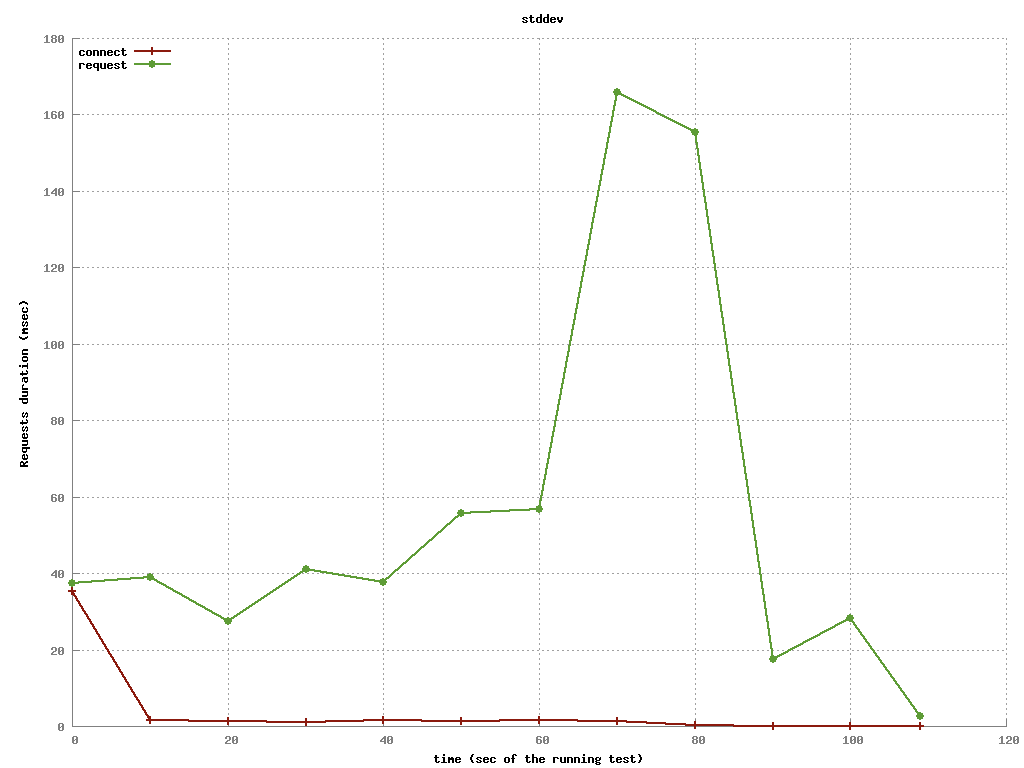 stddev
180
connect
request
160
140
120
100
80
60
40
20
0
Requests duration (msec)
0 20 40 60 80 100 120
time (sec of the running test)